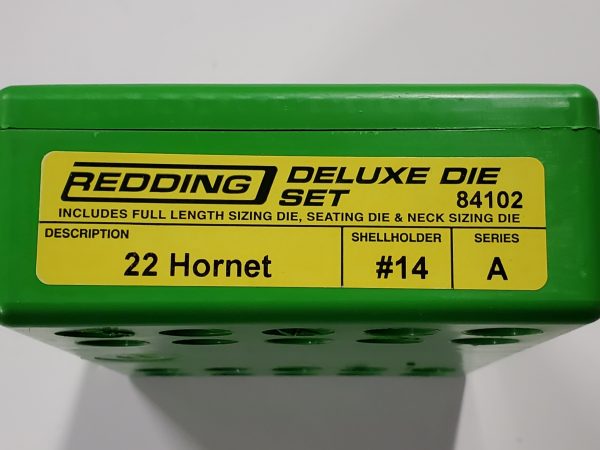 REDDING DELUXE DIE
SET 84102
INCLUDES FULL LENGTH SIZING DIE, SEATING DIE & NECK SIZING DIE
DESCRIPTION SHELLHOLDER SERIES
22 Hornet #14 A